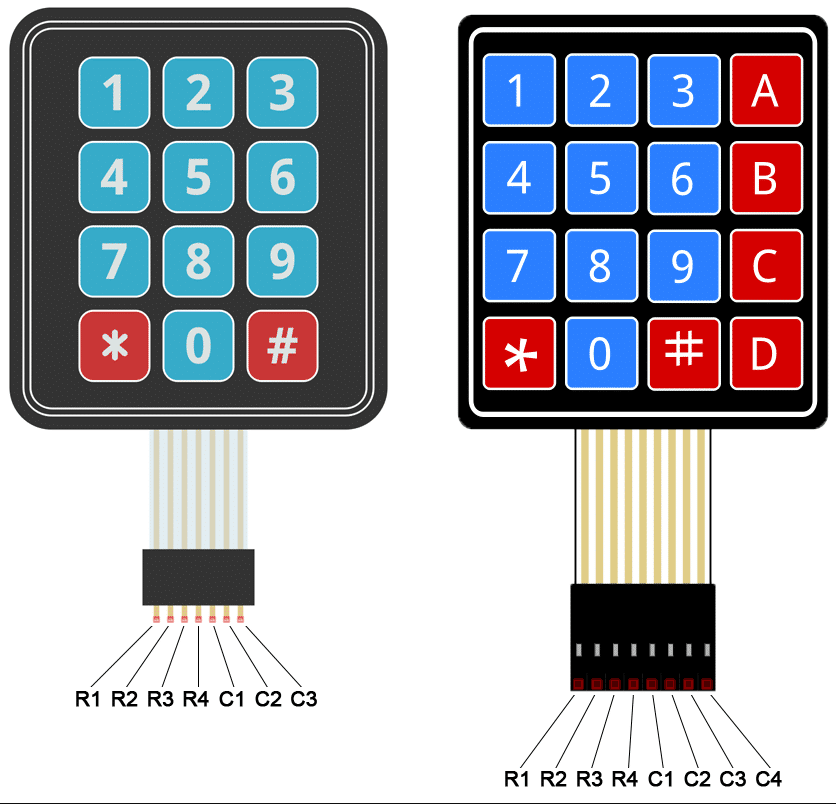 1 2 3
4 5 6
7 8 9
* 0 #
R1 R2 R3 R4 C1 C2 C3
1 2 3 A
4 5 6 B
7 8 9 C
* 0 # D
R1 R2 R3 R4 C1 C2 C3 C4